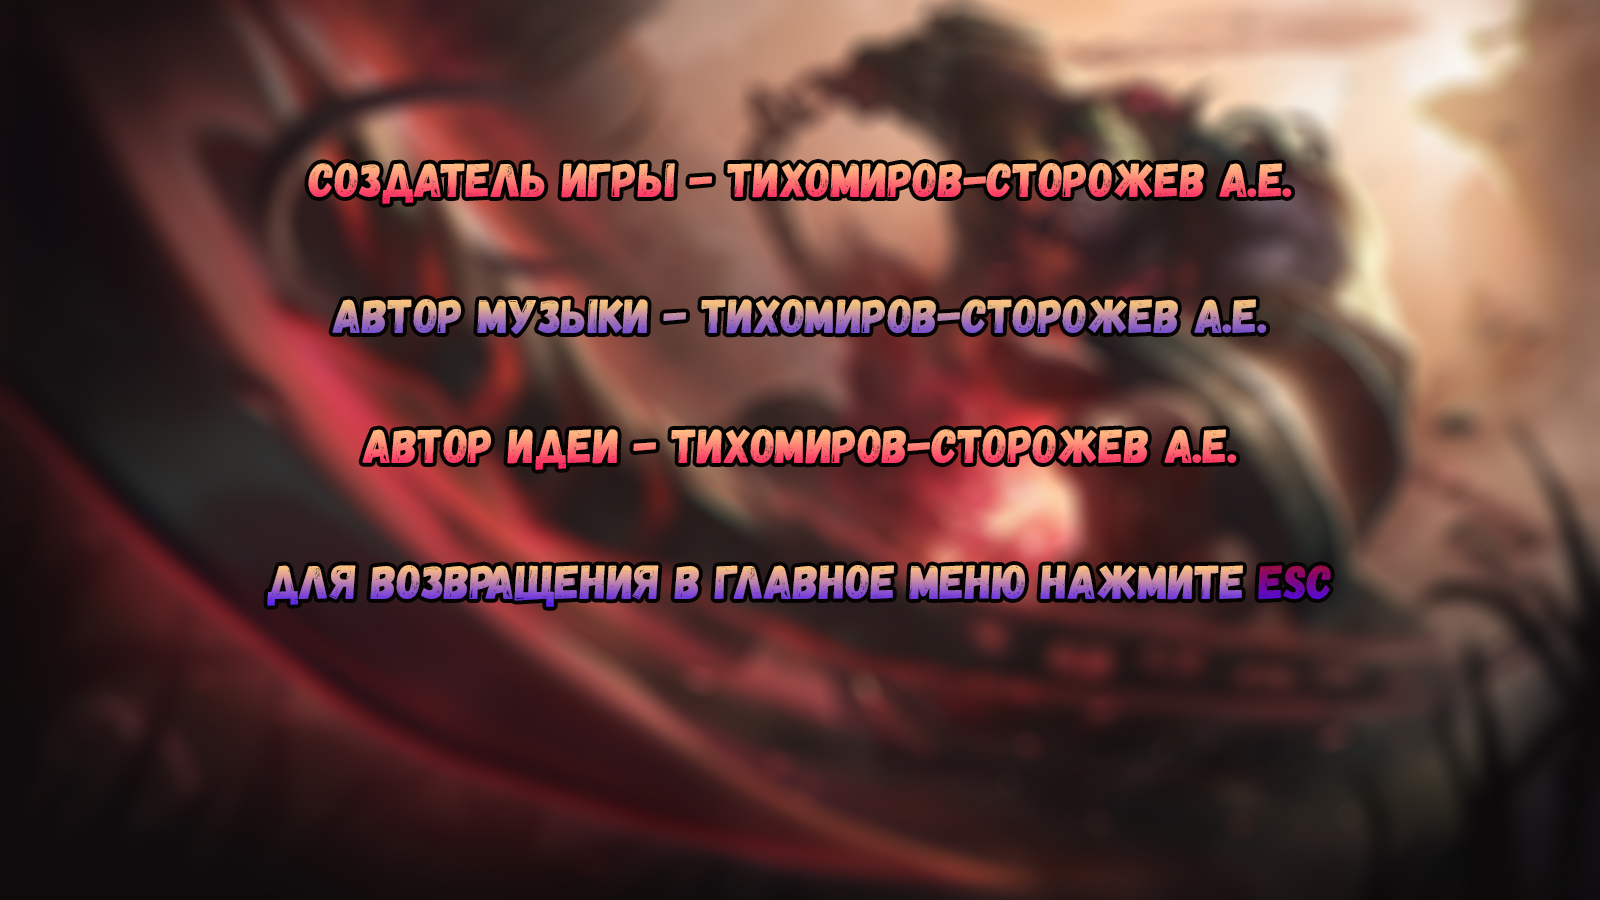 СОЗДАТЕЛЬ ИГРЫ - ТИХОМИРОВ-СТОРОЖЕВ А.Е.
АВТОР МУЗЫКИ - ТИХОМИРОВ-СТОРОЖЕВ А.Е.
АВТОР ИДЕИ - ТИХОМИРОВ-СТОРОЖЕВ А.Е.
ДЛЯ ВОЗВРАЩЕНИЯ В ГЛАВНОЕ МЕНЮ НАЖМИТЕ ESC